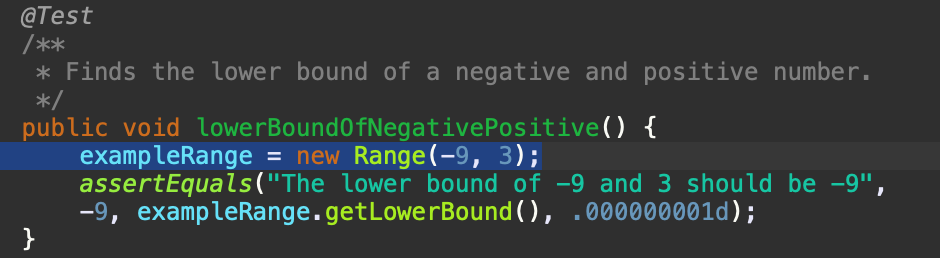 @Test
/**
 * Finds the lower bound of a negative and positive number.
 */
public void lowerBoundOfNegativePositive() {
    exampleRange = new Range(-9, 3);
    assertEquals("The lower bound of -9 and 3 should be -9",
    -9, exampleRange.getLowerBound(), .000000001d);
}